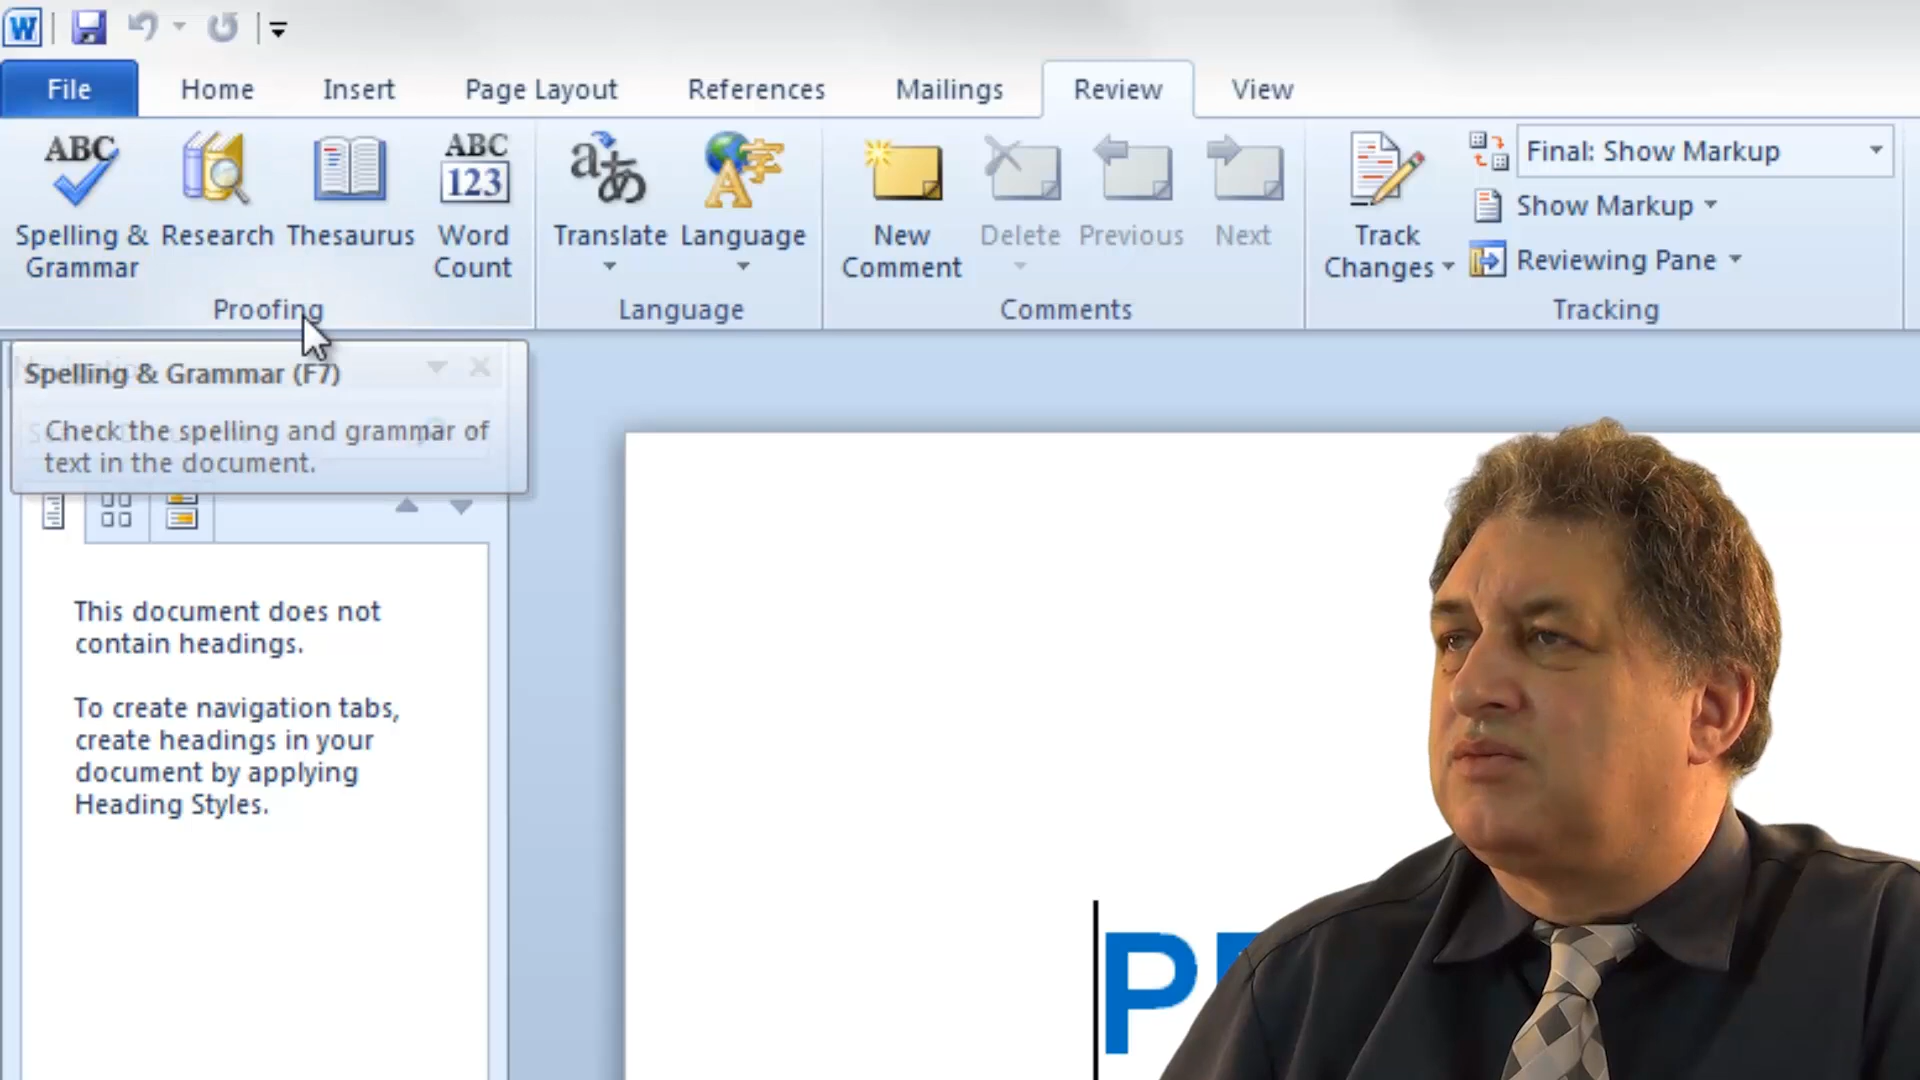 W
File Home Insert Page Layout References Mailings Review View
ABC
ABC
123
Final: Show Markup
Spelling &
Grammar
Research
Thesaurus
Word
Count
Translate
Language
New
Comment
Delete
Previous
Next
Track
Changes
Show Markup
Reviewing Pane
Proofing
Language
Comments
Tracking
Spelling & Grammar (F7)
Check the spelling and grammar of
text in the document.
This document does not
contain headings.
To create navigation tabs,
create headings in your
document by applying
Heading Styles.
P